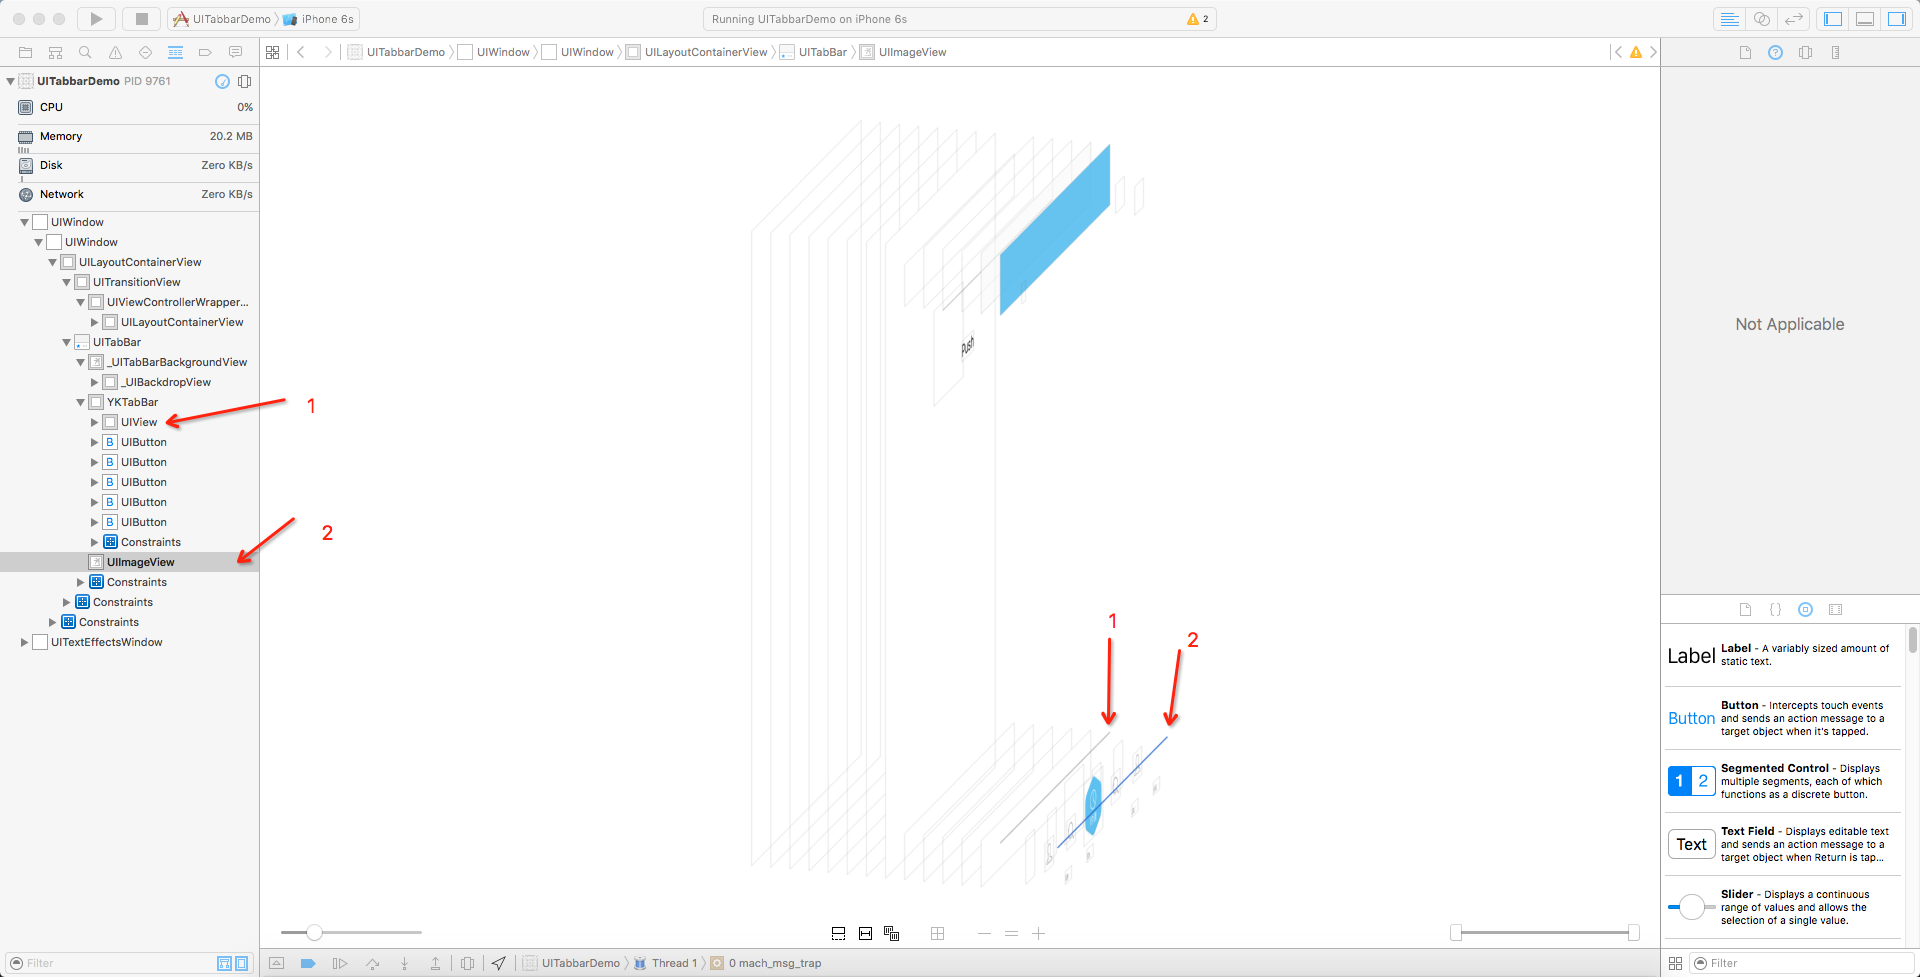 UITabbarDemo
iPhone 6s
Running UITabbarDemo on iPhone 6s
2
UITabbarDemo
UIWindow
UIWindow
UILayoutContainerView
UITabBar
UIImageView
UITabbarDemo PID 9761
CPU 0%
Memory 20.2 MB
Disk Zero KB/s
Network Zero KB/s
UIWindow
UIWindow
UILayoutContainerView
UITransitionView
UIViewControllerWrapper...
UILayoutContainerView
UITabBar
_UITabBarBackgroundView
_UIBackdropView
YKTabBar
UIView
B UIButton
B UIButton
B UIButton
B UIButton
B UIButton
Constraints
UIImageView
Constraints
Constraints
Constraints
UITextEffectsWindow
1
2
Push
1
2
Not Applicable
Label
Label - A variably sized amount of
static text.
Button
Button - Intercepts touch events
and sends an action message to a
target object when it's tapped.
1 2
Segmented Control - Displays
multiple segments, each of which
functions as a discrete button.
Text
Text Field - Displays editable text
and sends an action message to a
target object when Return is tap...
Slider - Displays a continuous
range of values and allows the
selection of a single value.
Filter
UITabbarDemo
Thread 1
0 mach_msg_trap
Filter